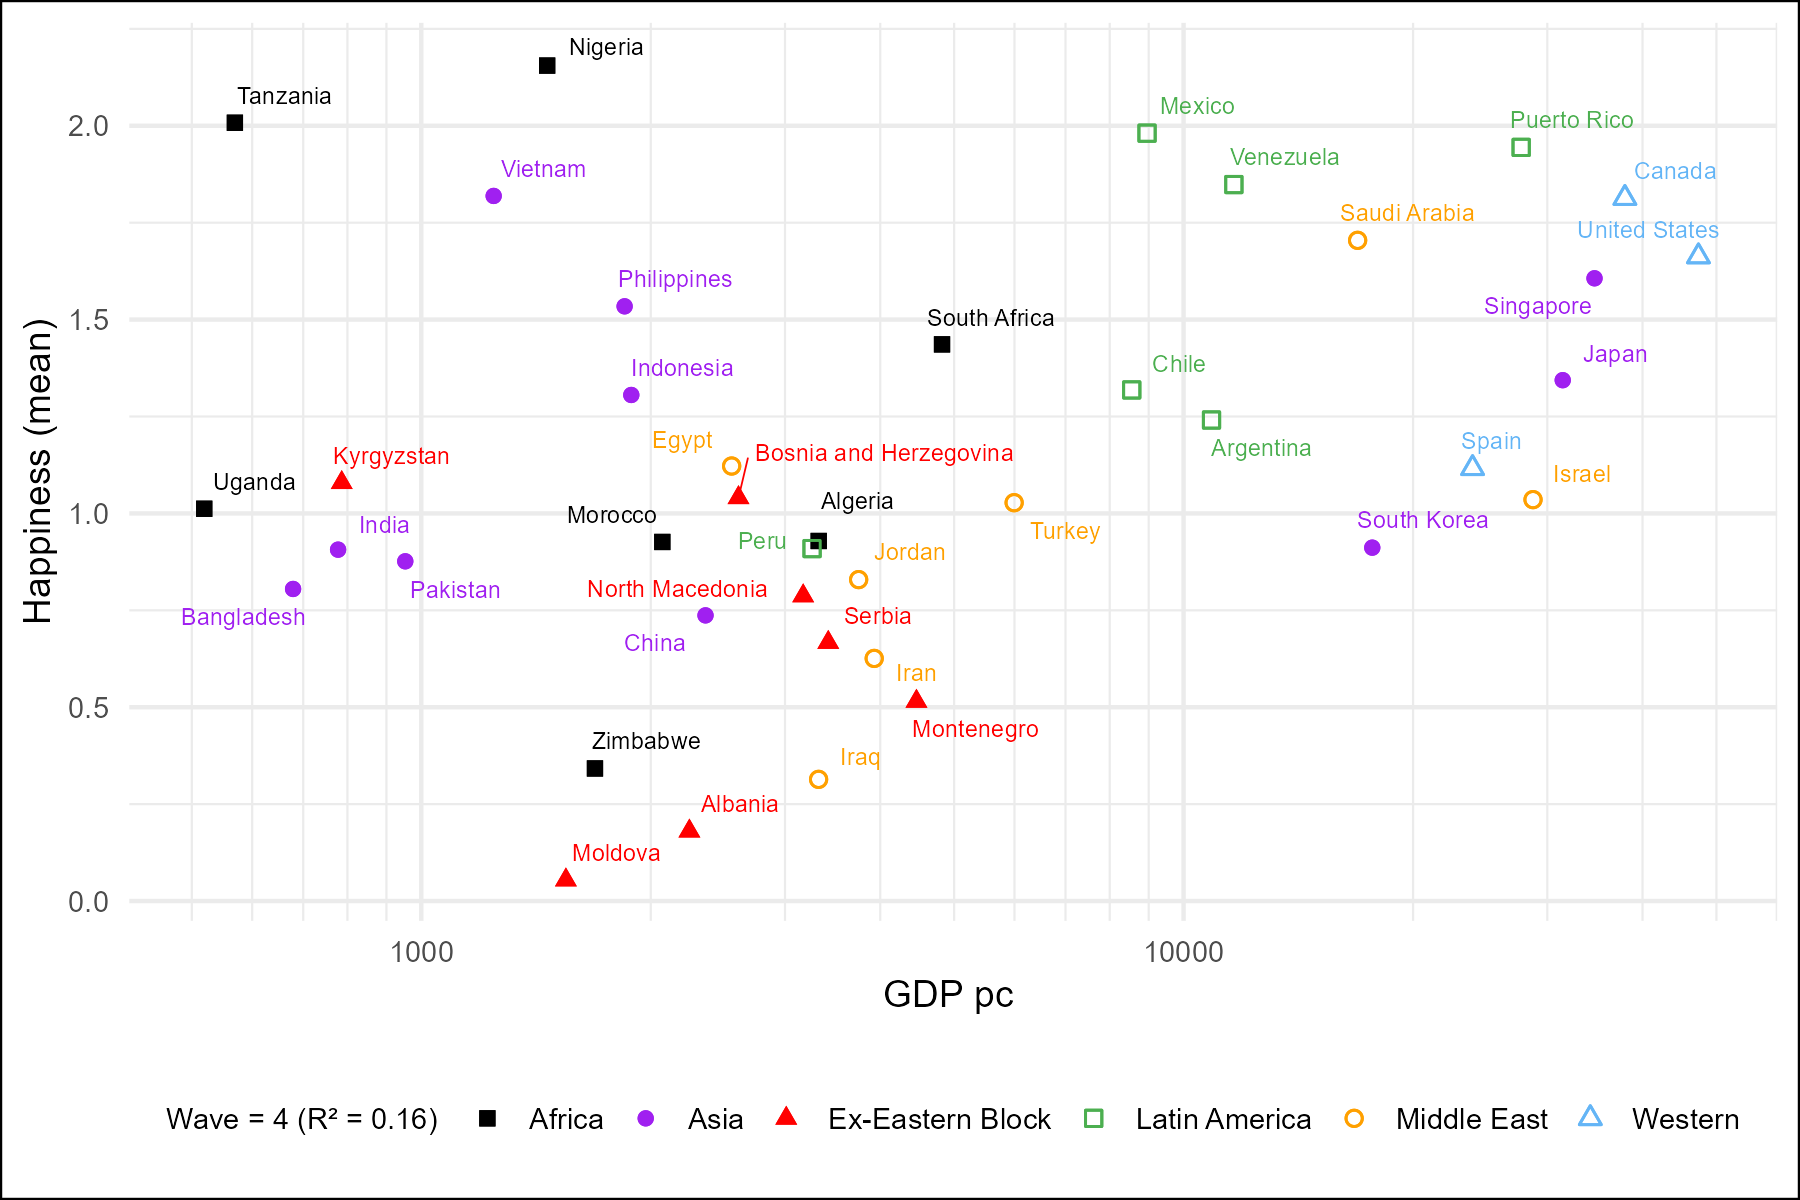 Nigeria
Tanzania
Mexico
Puerto Rico
2.0
Venezuela
Vietnam
Canada
Saudi Arabia
United States
Philippines
Singapore
1.5
South Africa
Japan
Indonesia
Chile
Egypt
Bosnia and Herzegovina
Argentina
Spain
Kyrgyzstan
Israel
Uganda
Algeria
1.0
Morocco
South Korea
India
Turkey
Peru
Jordan
Pakistan
North Macedonia
Bangladesh
Serbia
China
Iran
0.5
Montenegro
Zimbabwe
Iraq
Albania
Moldova
0.0
Happiness (mean)
1000
10000
GDP pc
Wave = 4 (R² = 0.16) Africa Asia Ex-Eastern Block Latin America Middle East Western